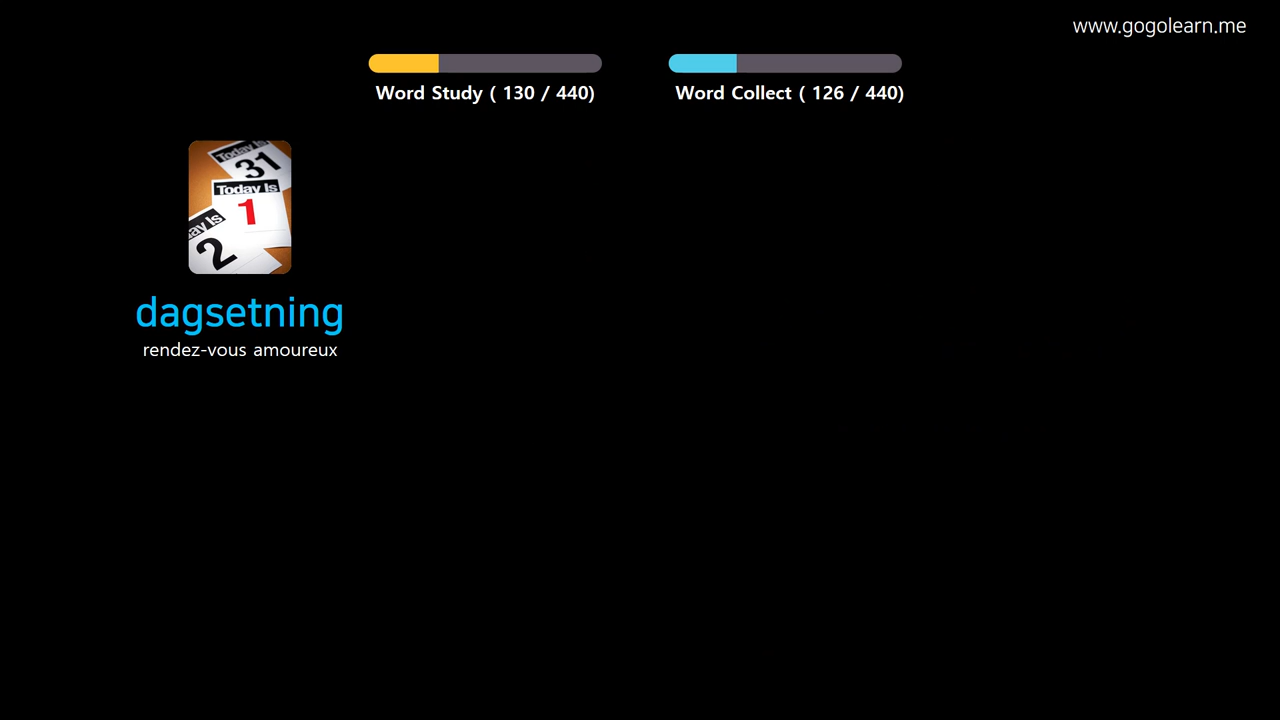 www.gogolearn.me
Word Study ( 130 / 440)
Word Collect ( 126 / 440)
Today Is
31
Today Is
1
ay Is
2
dagsetning
rendez-vous amoureux